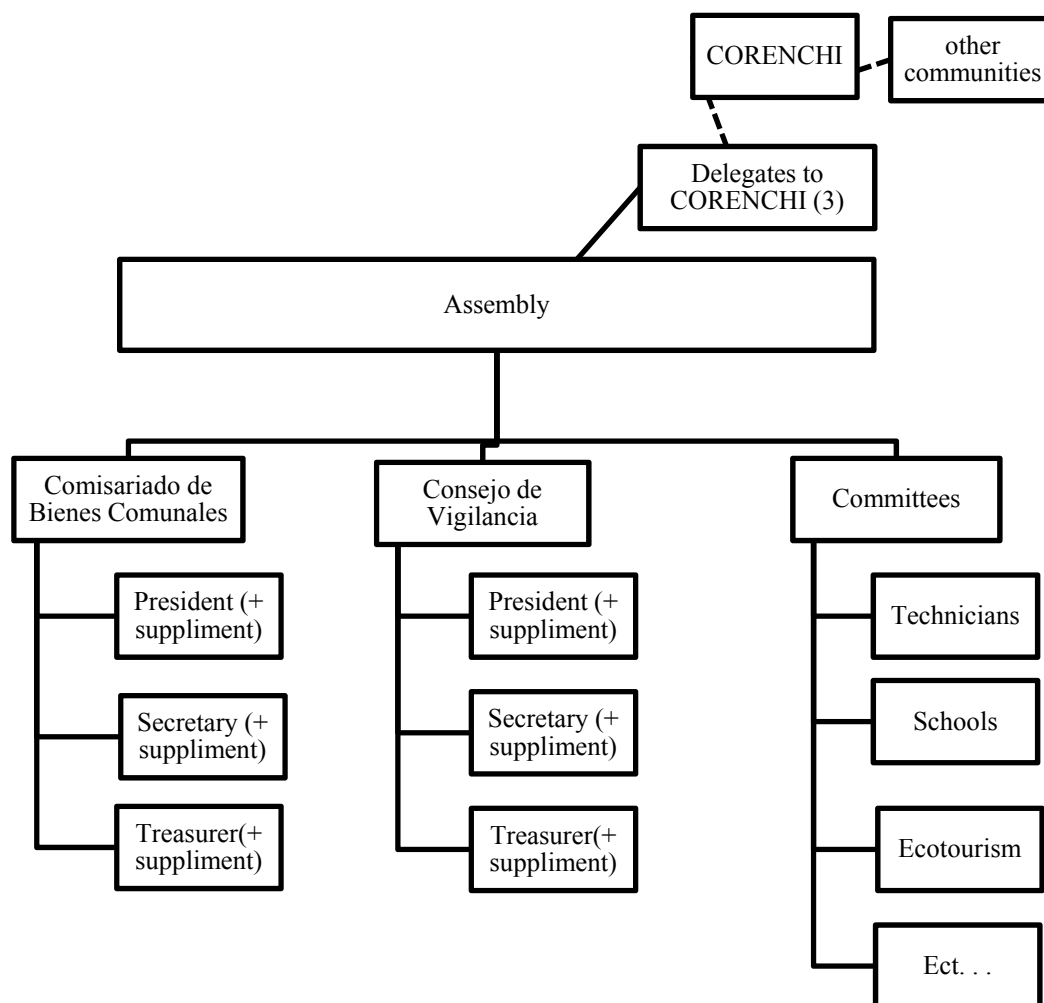 CORENCHI
other
communities
Delegates to
CORENCHI (3)
Assembly
Comisariado de
Bienes Comunales
Consejo de
Vigilancia
Committees
President (+
suppliment)
President (+
suppliment)
Technicians
Secretary (+
suppliment)
Secretary (+
suppliment)
Schools
Treasurer(+
suppliment)
Treasurer(+
suppliment)
Ecotourism
Ect. . .